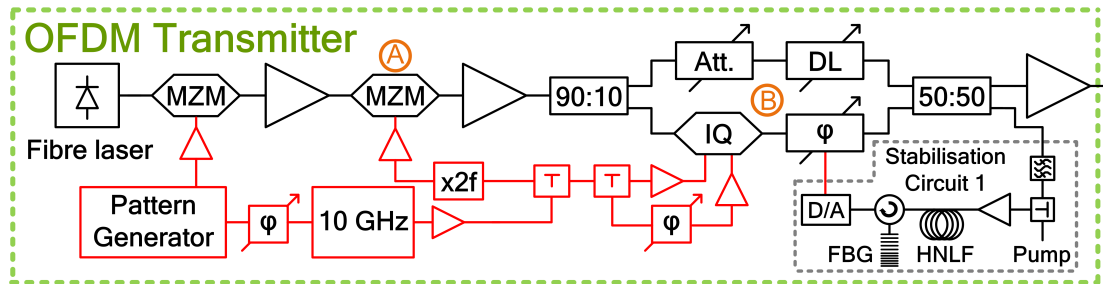 OFDM Transmitter
A
MZM
MZM
Fibre laser
90:10
Att.
DL
B
IQ
φ
50:50
x2f
T
T
φ
Pattern
Generator
φ
10 GHz
Stabilisation
Circuit 1
D/A
FBG
HNLF
T
Pump